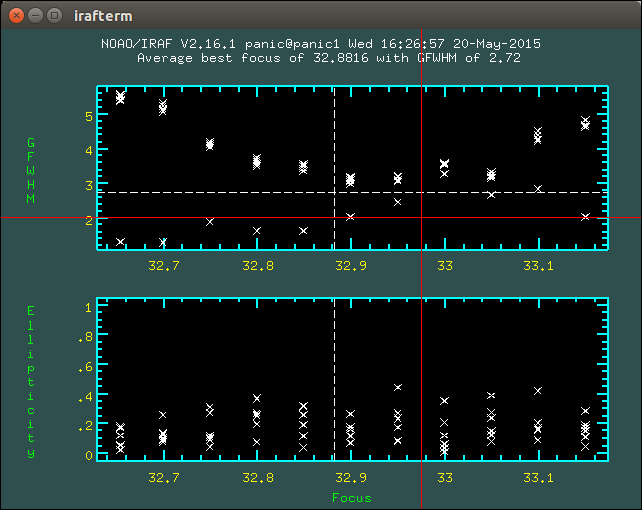 irafterm
NOAO/IRAF V2.16.1 panic@panic1 Wed 16:26:57 20-May-2015
Average best focus of 32.8816 with GFWHM of 2.72
GFWHM
5
4
3
2
32.7 32.8 32.9 33 33.1
Ellipticity
1
.8
.6
.4
.2
0
32.7 32.8 32.9 33 33.1
Focus